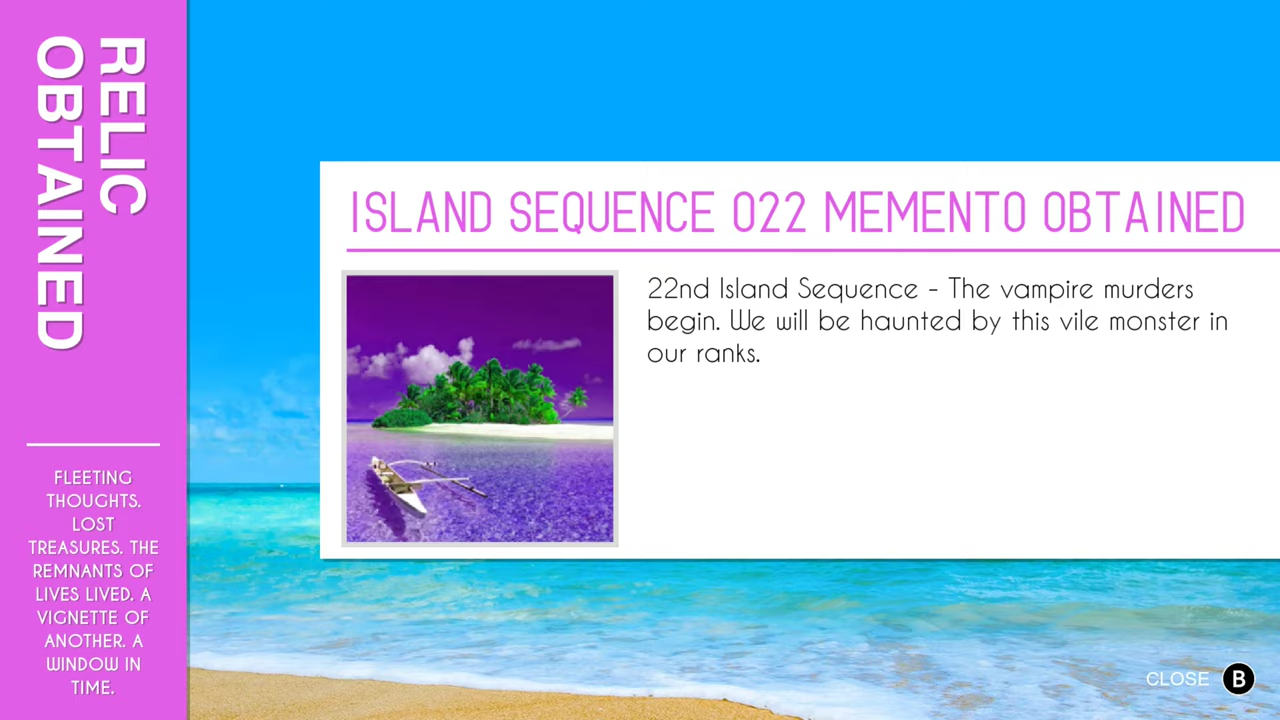 RELIC
OBTAINED
FLEETING
THOUGHTS.
LOST
TREASURES. THE
REMNANTS OF
LIVES LIVED. A
VIGNETTE OF
ANOTHER. A
WINDOW IN
TIME.
ISLAND SEQUENCE 022 MEMENTO OBTAINED
22nd Island Sequence - The vampire murders
begin. We will be haunted by this vile monster in
our ranks.
CLOSE B